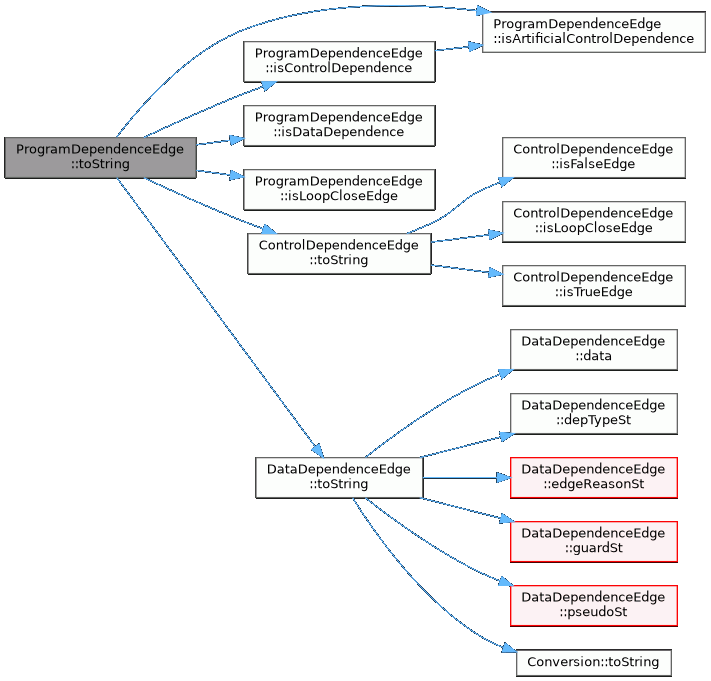 ProgramDependenceEdge
::isArtificialControlDependence
ProgramDependenceEdge
::isControlDependence
ProgramDependenceEdge
::isDataDependence
ProgramDependenceEdge
::toString
ControlDependenceEdge
::isFalseEdge
ProgramDependenceEdge
::isLoopCloseEdge
ControlDependenceEdge
::isLoopCloseEdge
ControlDependenceEdge
::toString
ControlDependenceEdge
::isTrueEdge
DataDependenceEdge
::data
DataDependenceEdge
::depTypeSt
DataDependenceEdge
::toString
DataDependenceEdge
::edgeReasonSt
DataDependenceEdge
::guardSt
DataDependenceEdge
::pseudoSt
Conversion::toString